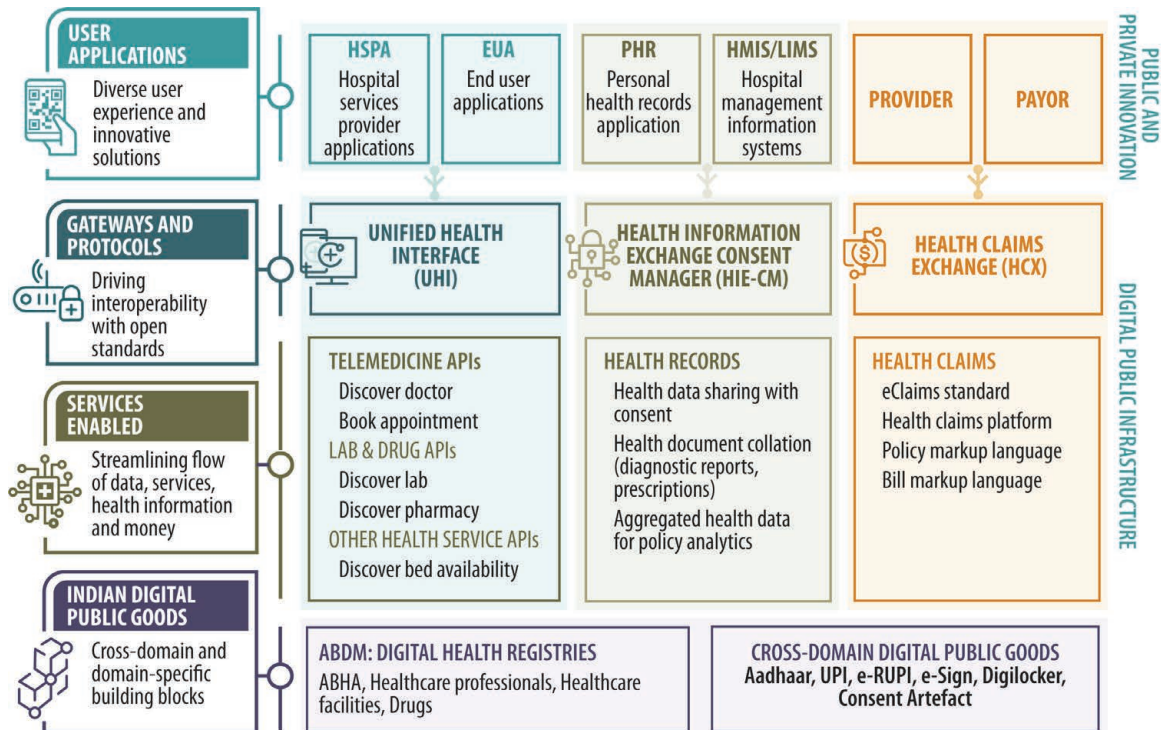 USER
APPLICATIONS
Diverse user
experience and
innovative
solutions
HSPA
Hospital
services
provider
applications
EUA
End user
applications
PHR
Personal
health records
application
HMIS/LIMS
Hospital
management
information
systems
PROVIDER
PAYOR
PUBLIC AND
PRIVATE INNOVATION
GATEWAYS AND
PROTOCOLS
Driving
interoperability
with open
standards
UNIFIED HEALTH
INTERFACE
(UHI)
HEALTH INFORMATION
EXCHANGE CONSENT
MANAGER (HIE-CM)
HEALTH CLAIMS
EXCHANGE (HCX)
DIGITAL PUBLIC INFRASTRUCTURE
SERVICES
ENABLED
Streamlining flow
of data, services,
health information
and money
TELEMEDICINE APIs
Discover doctor
Book appointment
LAB & DRUG APIs
Discover lab
Discover pharmacy
OTHER HEALTH SERVICE APIs
Discover bed availability
HEALTH RECORDS
Health data sharing with
consent
Health document collation
(diagnostic reports,
prescriptions)
Aggregated health data
for policy analytics
HEALTH CLAIMS
eClaims standard
Health claims platform
Policy markup language
Bill markup language
INDIAN DIGITAL
PUBLIC GOODS
Cross-domain and
domain-specific
building blocks
ABDM: DIGITAL HEALTH REGISTRIES
ABHA, Healthcare professionals, Healthcare
facilities, Drugs
CROSS-DOMAIN DIGITAL PUBLIC GOODS
Aadhaar, UPI, e-RUPI, e-Sign, Digilocker,
Consent Artefact